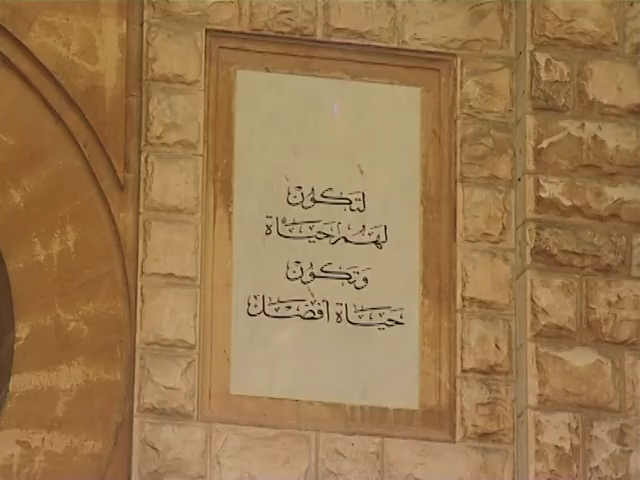 لتكون
لهم حياة
وتكون
حياة أفضل